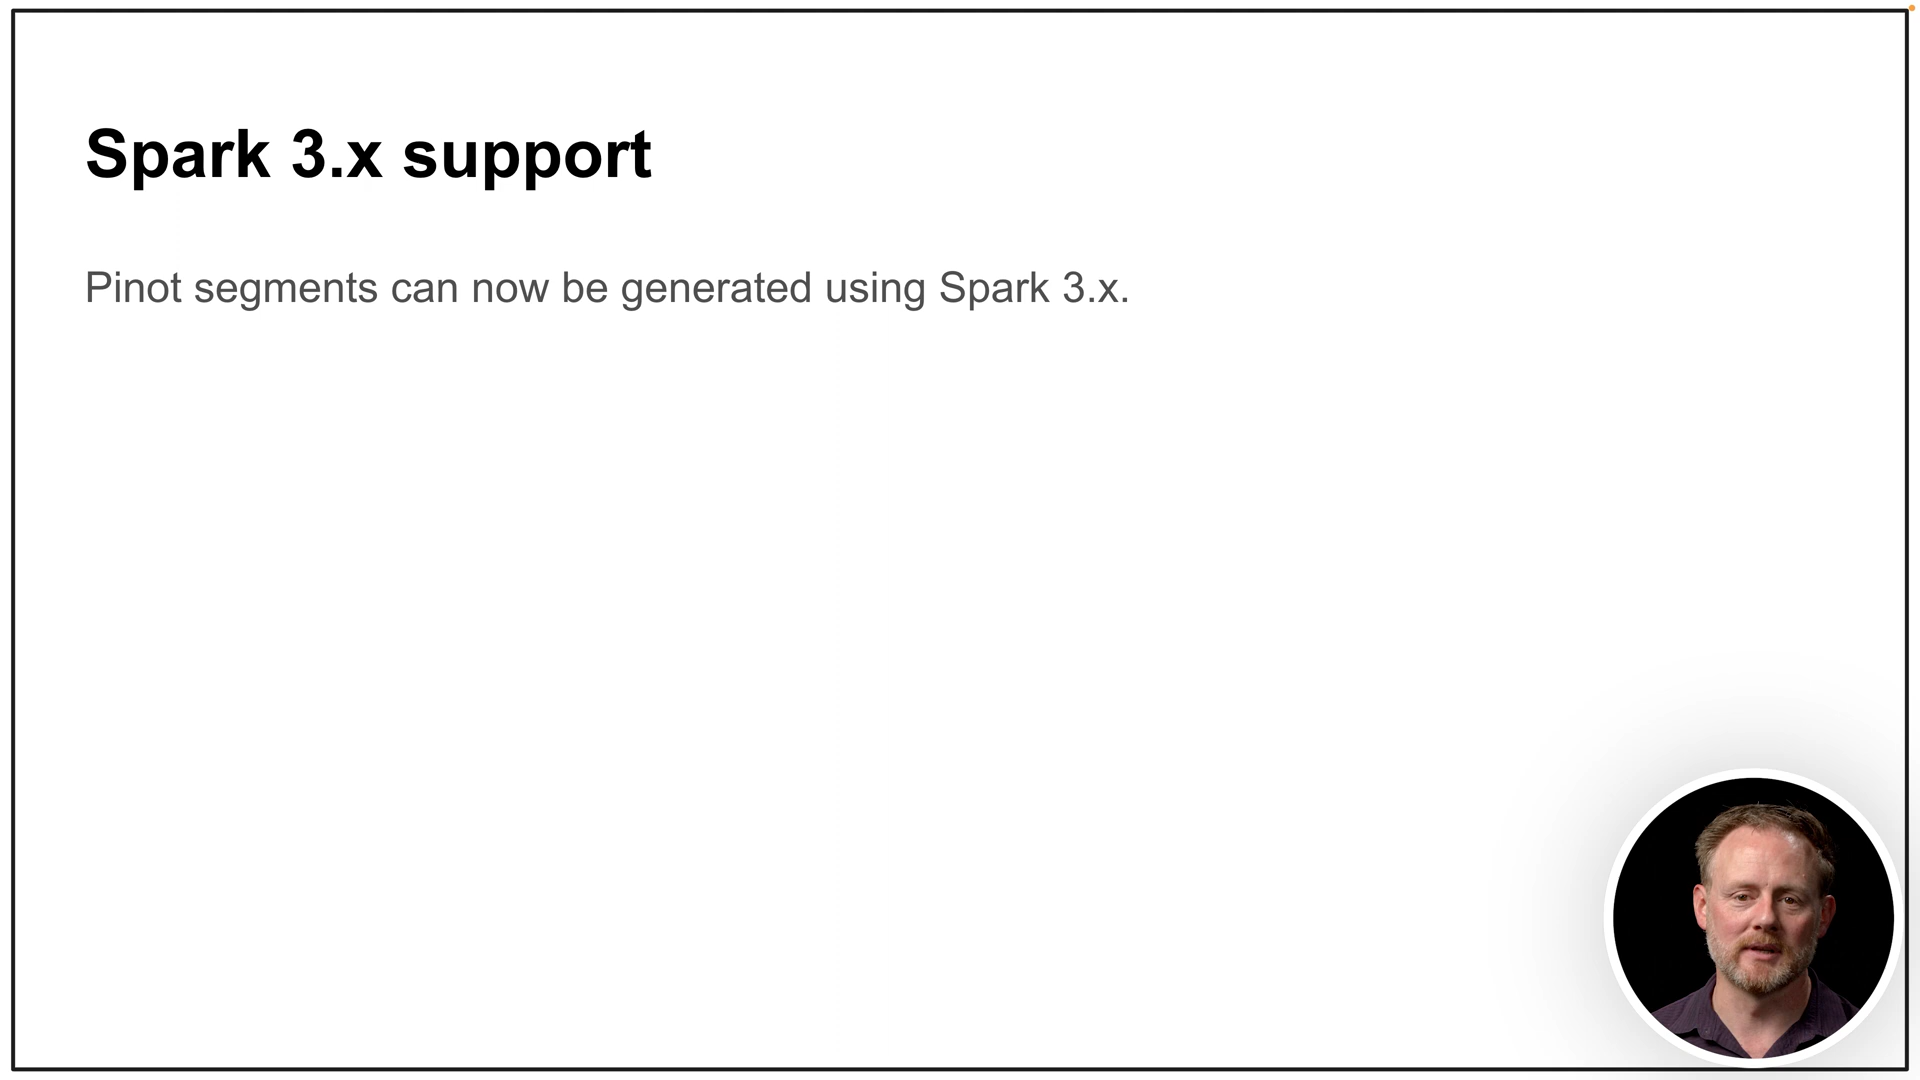 Spark 3.x support
Pinot segments can now be generated using Spark 3.x.